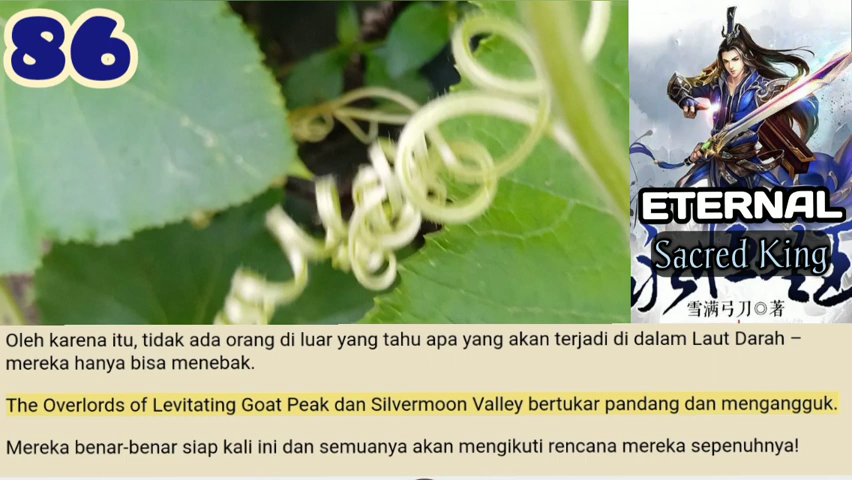 86
ETERNAL
Sacred King
雪满弓刀◎著
Oleh karena itu, tidak ada orang di luar yang tahu apa yang akan terjadi di dalam Laut Darah –
mereka hanya bisa menebak.
The Overlords of Levitating Goat Peak dan Silvermoon Valley bertukar pandang dan mengangguk.
Mereka benar-benar siap kali ini dan semuanya akan mengikuti rencana mereka sepenuhnya!